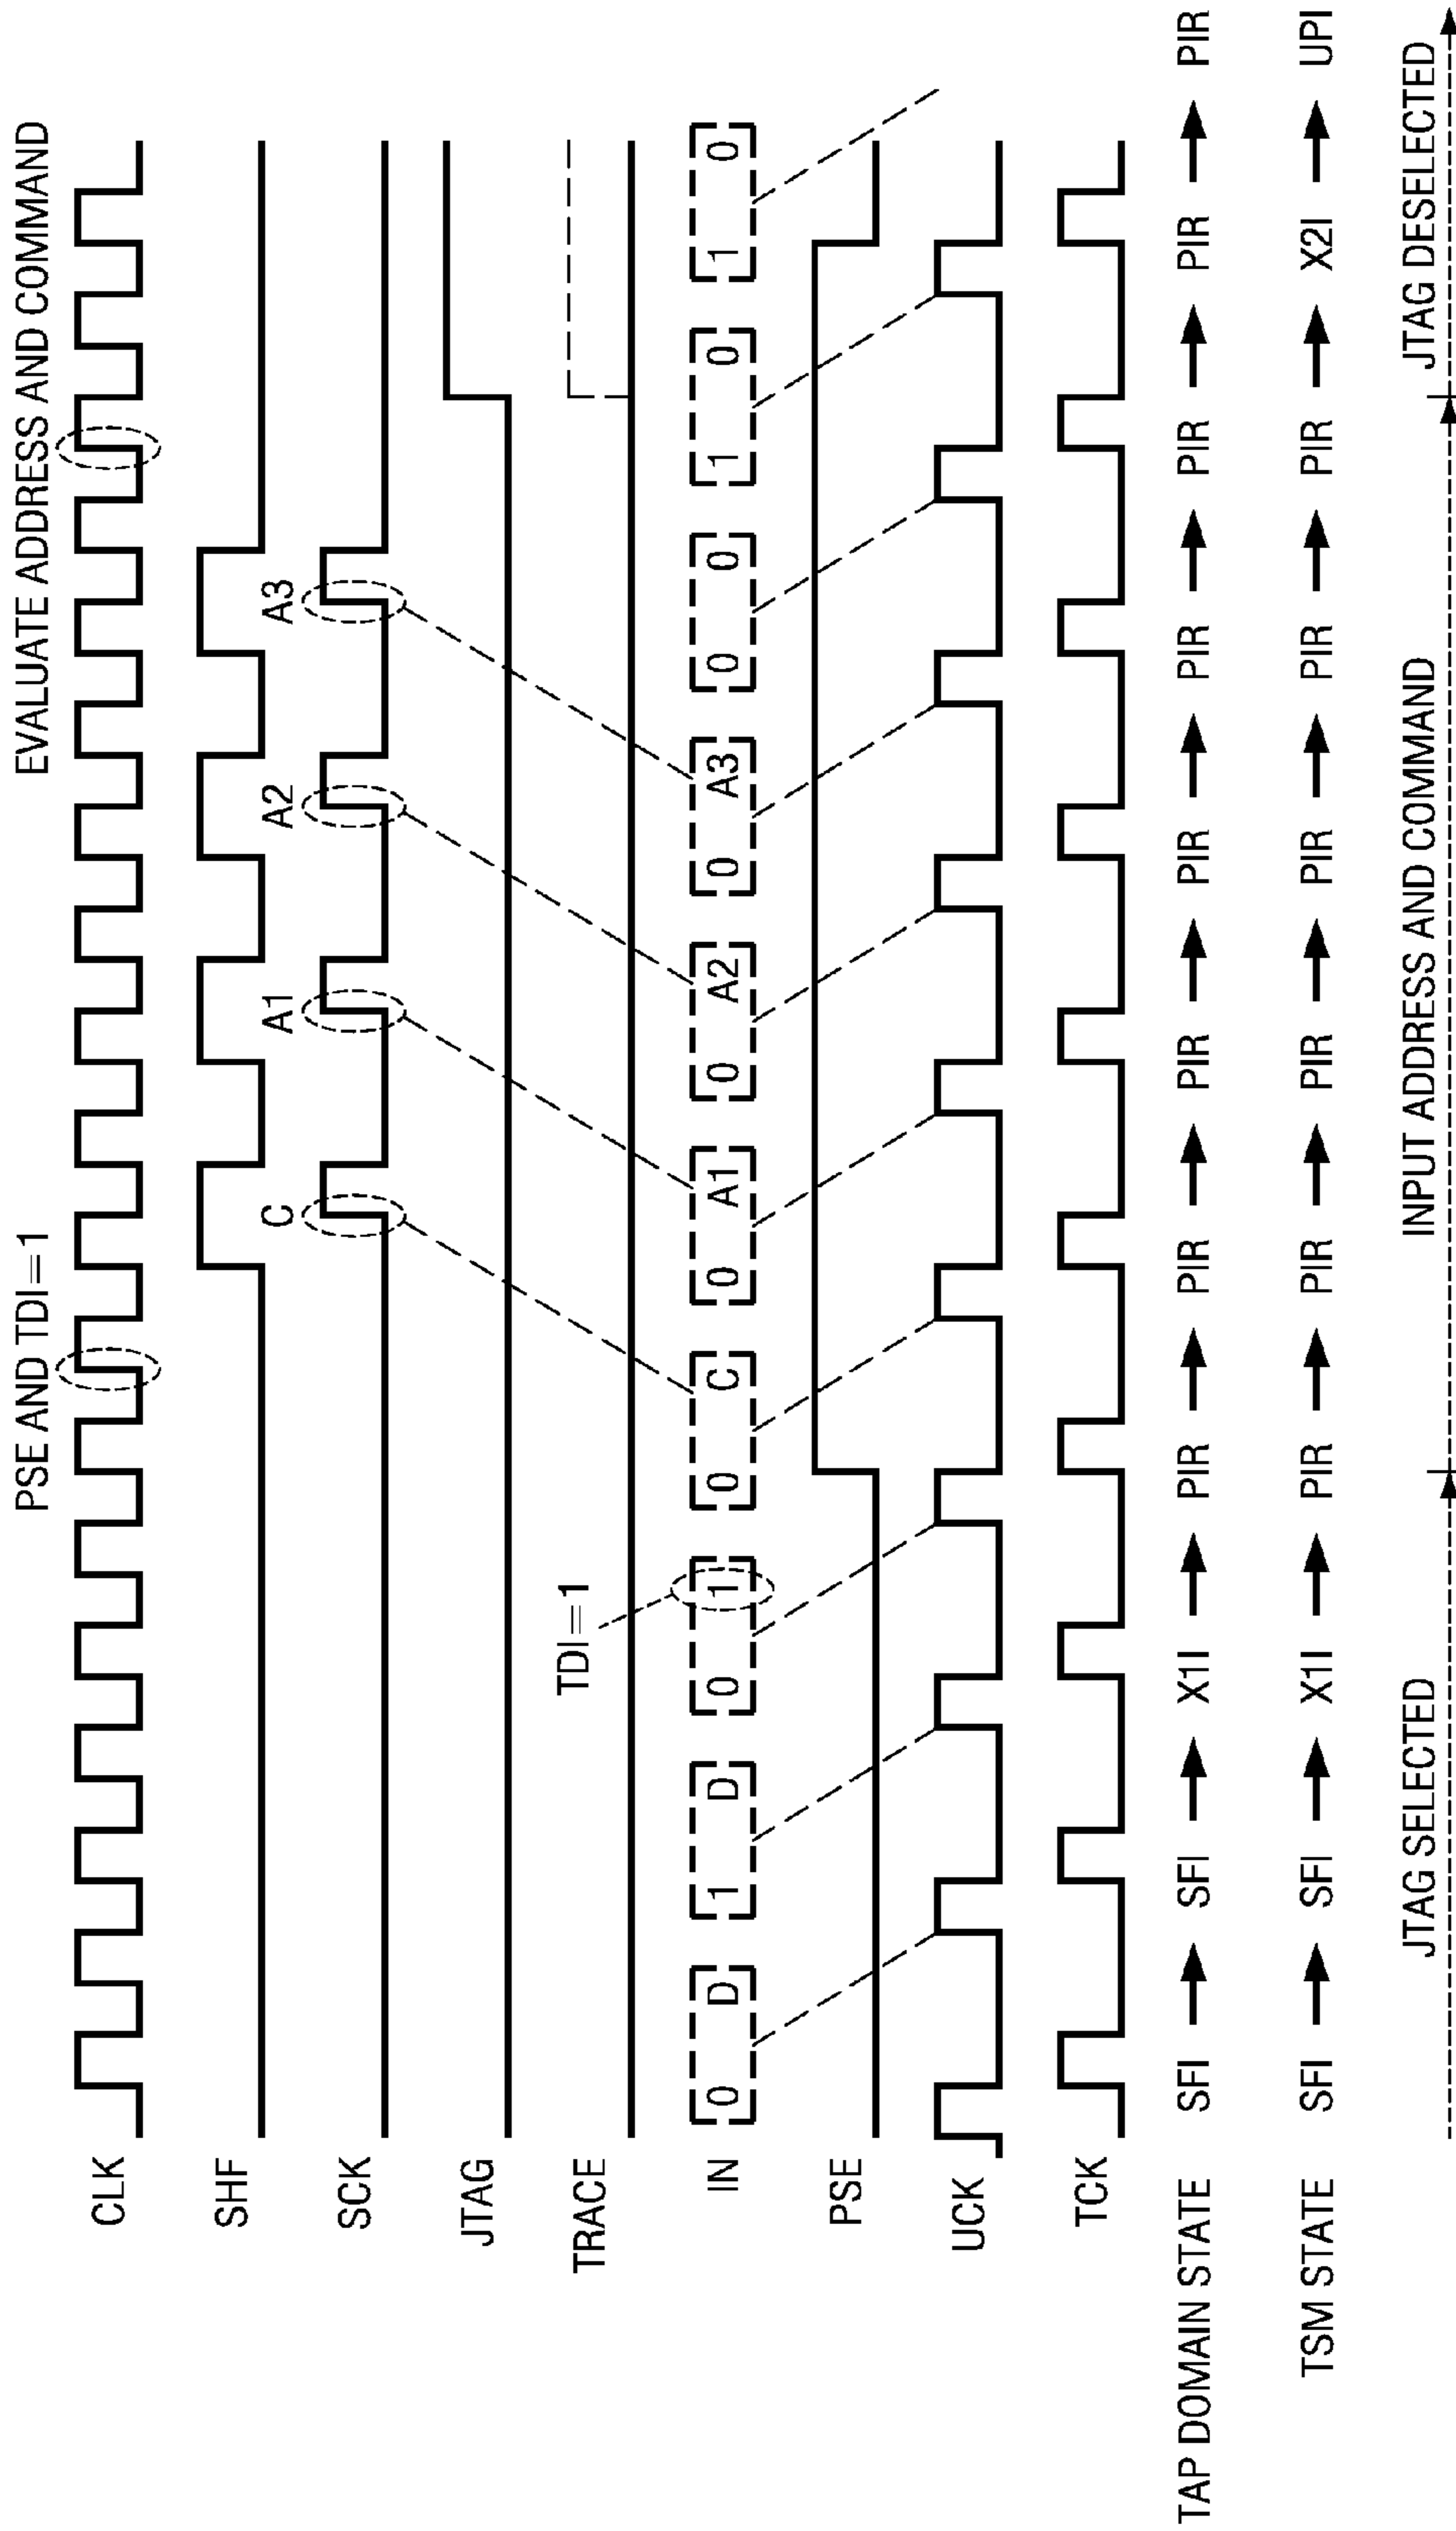 PSE AND TDI=1
EVALUATE ADDRESS AND COMMAND
CLK
SHF
C A1 A2 A3
SCK
JTAG
TDI=1
TRACE
IN 0 D 1 D 0 1 0 C 0 A1 0 A2 0 A3 0 0 1 0 1 0
PSE
UCK
TCK
TAP DOMAIN STATE SFI SFI X1I PIR PIR PIR PIR PIR PIR PIR PIR
TSM STATE SFI SFI X1I PIR PIR PIR PIR PIR PIR X2I UPI
JTAG SELECTED INPUT ADDRESS AND COMMAND JTAG DESELECTED